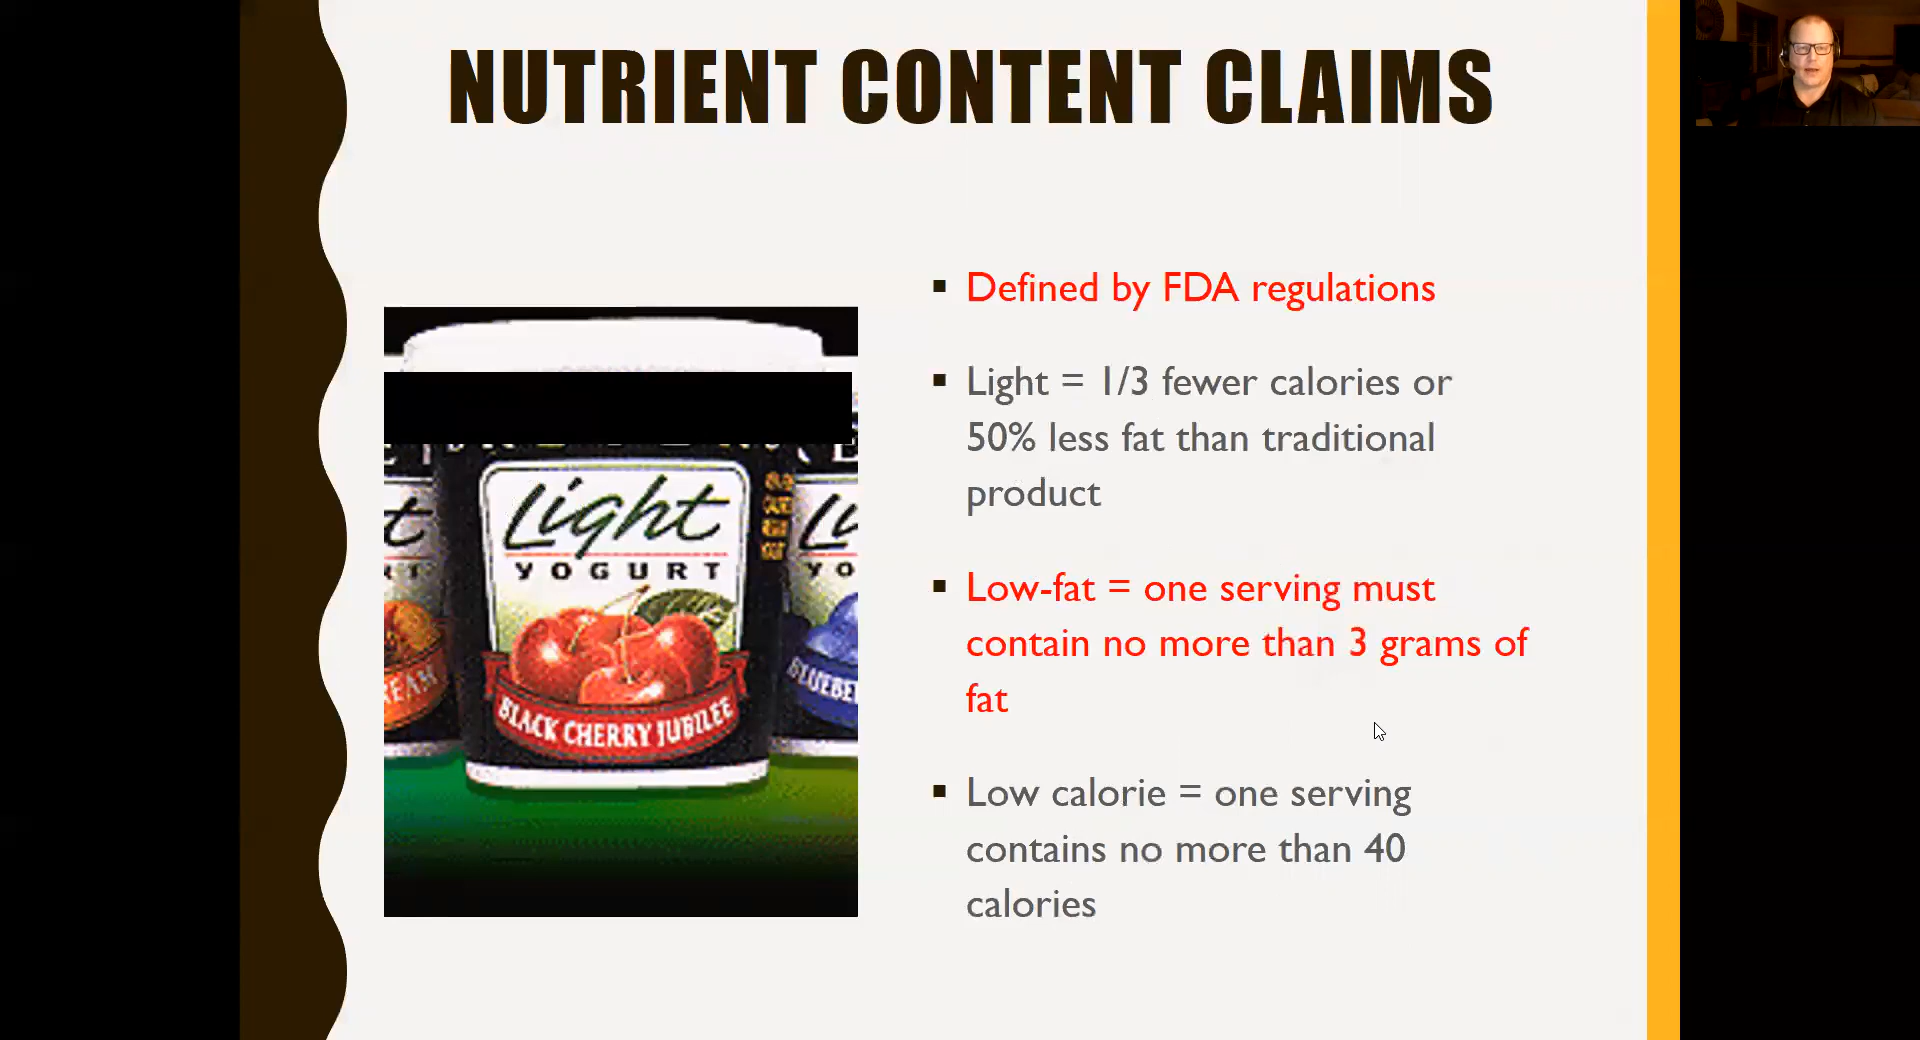 NUTRIENT CONTENT CLAIMS
Defined by FDA regulations
Light = 1/3 fewer calories or
50% less fat than traditional
product
Low-fat = one serving must
contain no more than 3 grams of
fat
Low calorie = one serving
contains no more than 40
calories
Light
YOGURT
BLACK CHERRY JUBILEE